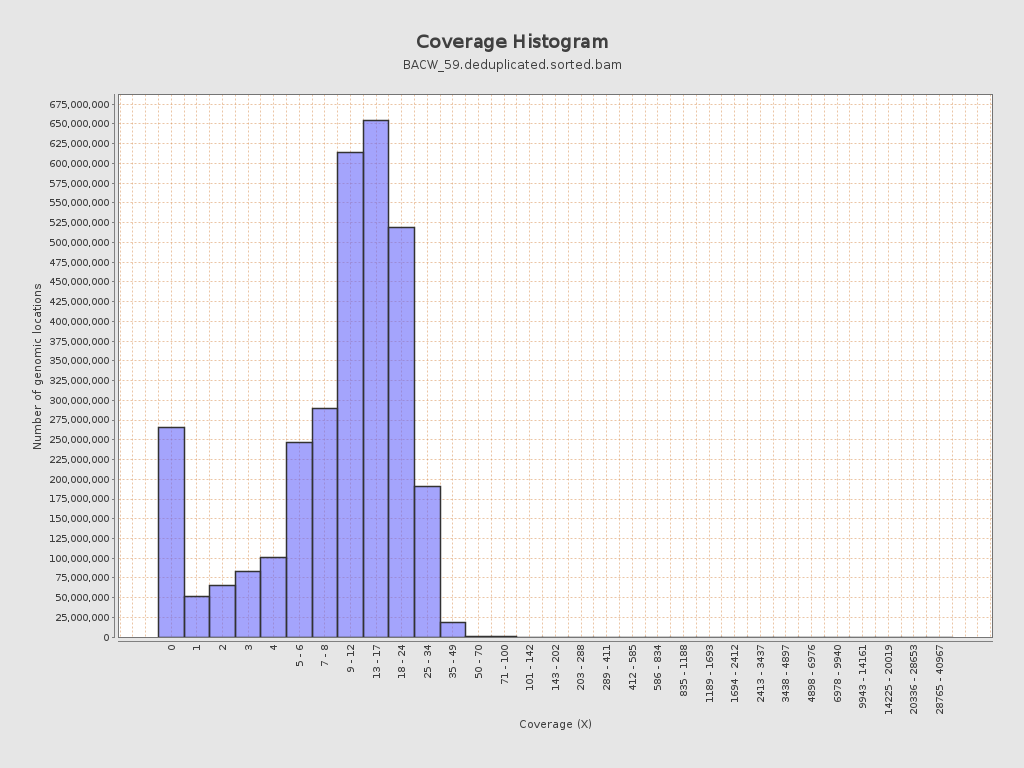 Coverage Histogram
BACW_59.deduplicated.sorted.bam
Number of genomic locations
675,000,000
650,000,000
625,000,000
600,000,000
575,000,000
550,000,000
525,000,000
500,000,000
475,000,000
450,000,000
425,000,000
400,000,000
375,000,000
350,000,000
325,000,000
300,000,000
275,000,000
250,000,000
225,000,000
200,000,000
175,000,000
150,000,000
125,000,000
100,000,000
75,000,000
50,000,000
25,000,000
0
0
1
2
3
4
5 - 6
7 - 8
9 - 12
13 - 17
18 - 24
25 - 34
35 - 49
50 - 70
71 - 100
101 - 142
143 - 202
203 - 288
289 - 411
412 - 585
586 - 834
835 - 1188
1189 - 1693
1694 - 2412
2413 - 3437
3438 - 4897
4898 - 6976
6978 - 9940
9943 - 14161
14225 - 20019
20336 - 28653
28765 - 40967
Coverage (X)